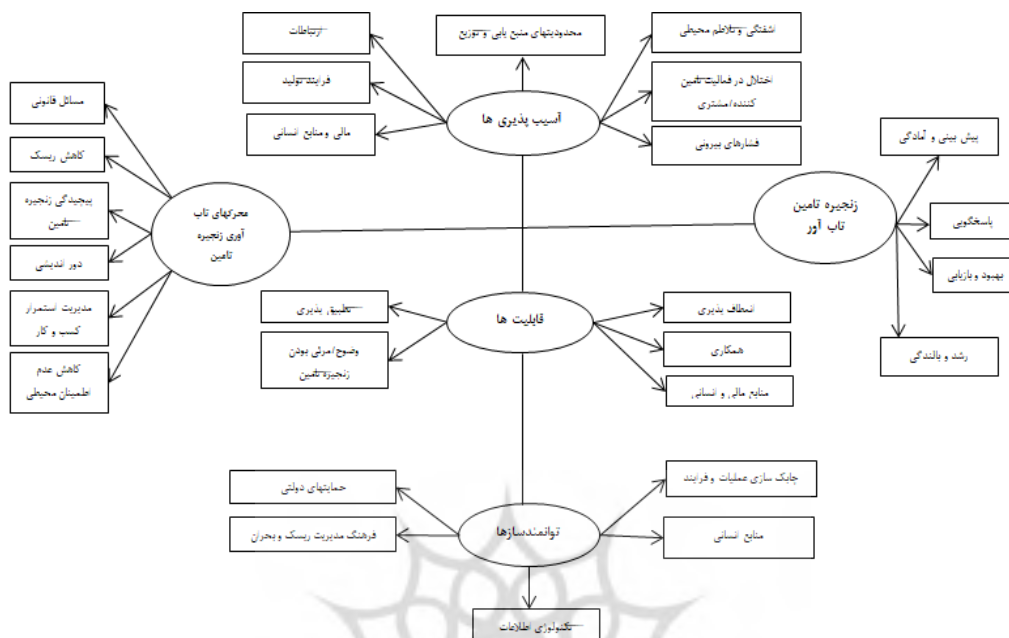 ارتباطات
فرایند تولید
مالی و منابع انسانی
محدودیتهای منبع یابی و توزیع
اشفتگی و تلاطم محیطی
اختلال در فعالیت تامین
کننده/مشتری
فشارهای بیرونی
آسیب پذیری ها
مسائل قانونی
کاهش ریسک
پیچیدگی زنجیره
تامین
دور اندیشی
مدیریت استمرار
کسب و کار
کاهش عدم
اطمینان محیطی
محرکهای تاب
آوری زنجیره
تامین
زنجیره تامین
تاب آور
پیش بینی و آمادگی
پاسخگویی
بهبود و بازیابی
رشد و بالندگی
قابلیت ها
تطبیق پذیری
وضوح/مرئی بودن
زنجیزه تامین
انعطاف پذیری
همکاری
منابع مالی و انسانی
توانمندسازها
حمایتهای دولتی
فرهنگ مدیریت ریسک و بحران
چابک سازی عملیات و فرایند
منابع انسانی
تکنولوژی اطلاعات